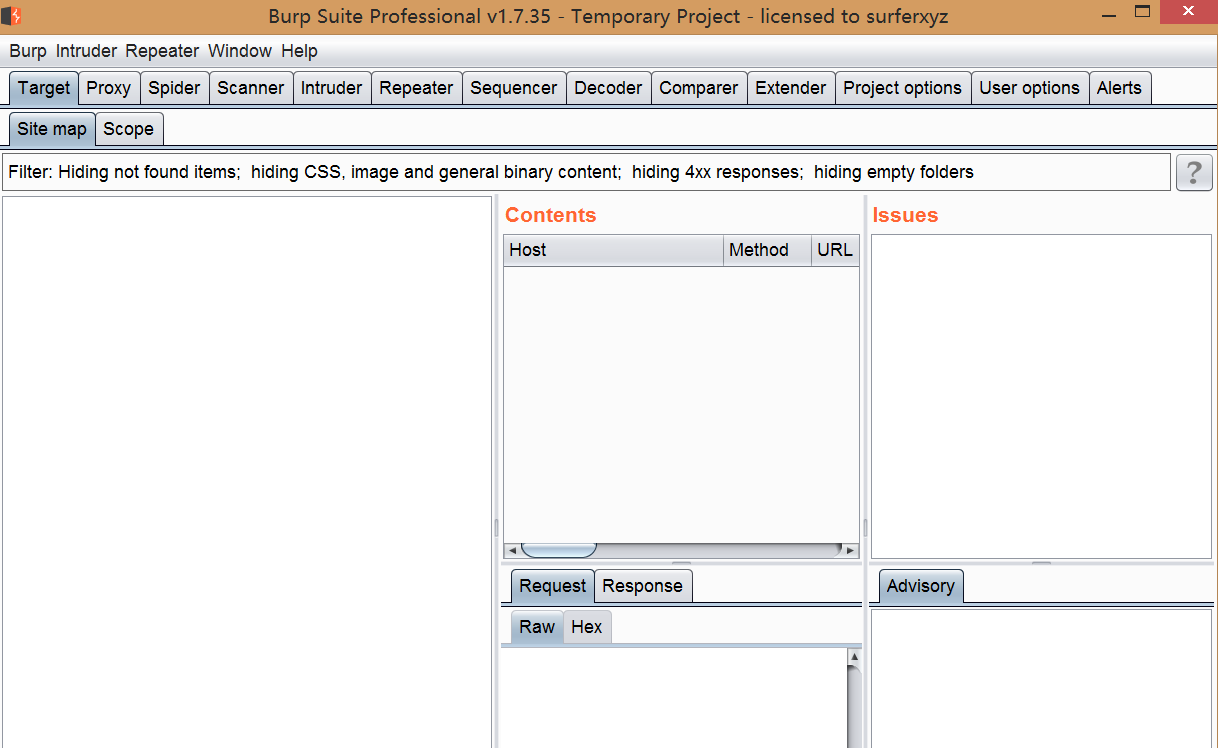 Burp Suite Professional v1.7.35 - Temporary Project - licensed to surferxyz
Burp Intruder Repeater Window Help
Target Proxy Spider Scanner Intruder Repeater Sequencer Decoder Comparer Extender Project options User options Alerts
Site map Scope
Filter: Hiding not found items; hiding CSS, image and general binary content; hiding 4xx responses; hiding empty folders ?
Contents Issues
Host Method URL
Request Response Advisory
Raw Hex